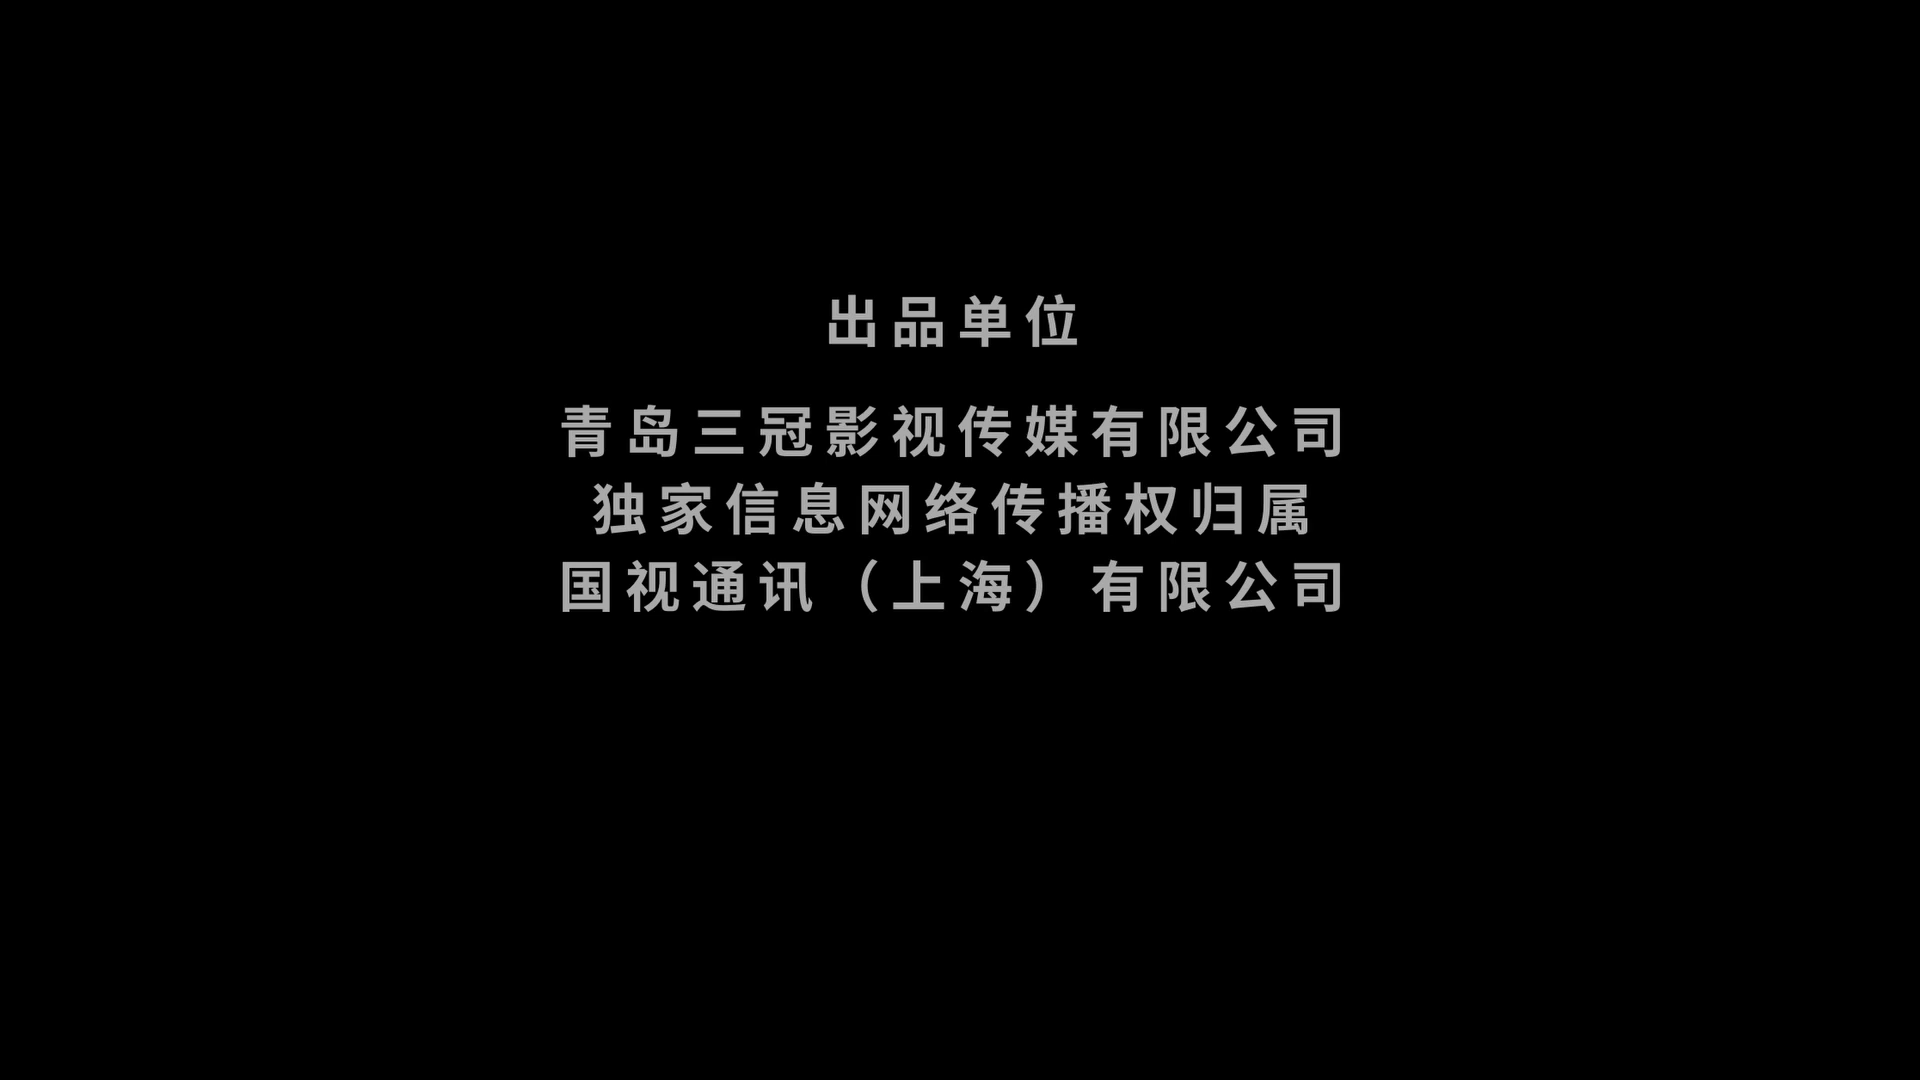 出品单位
青岛三冠影视传媒有限公司
独家信息网络传播权归属
国视通讯（上海）有限公司